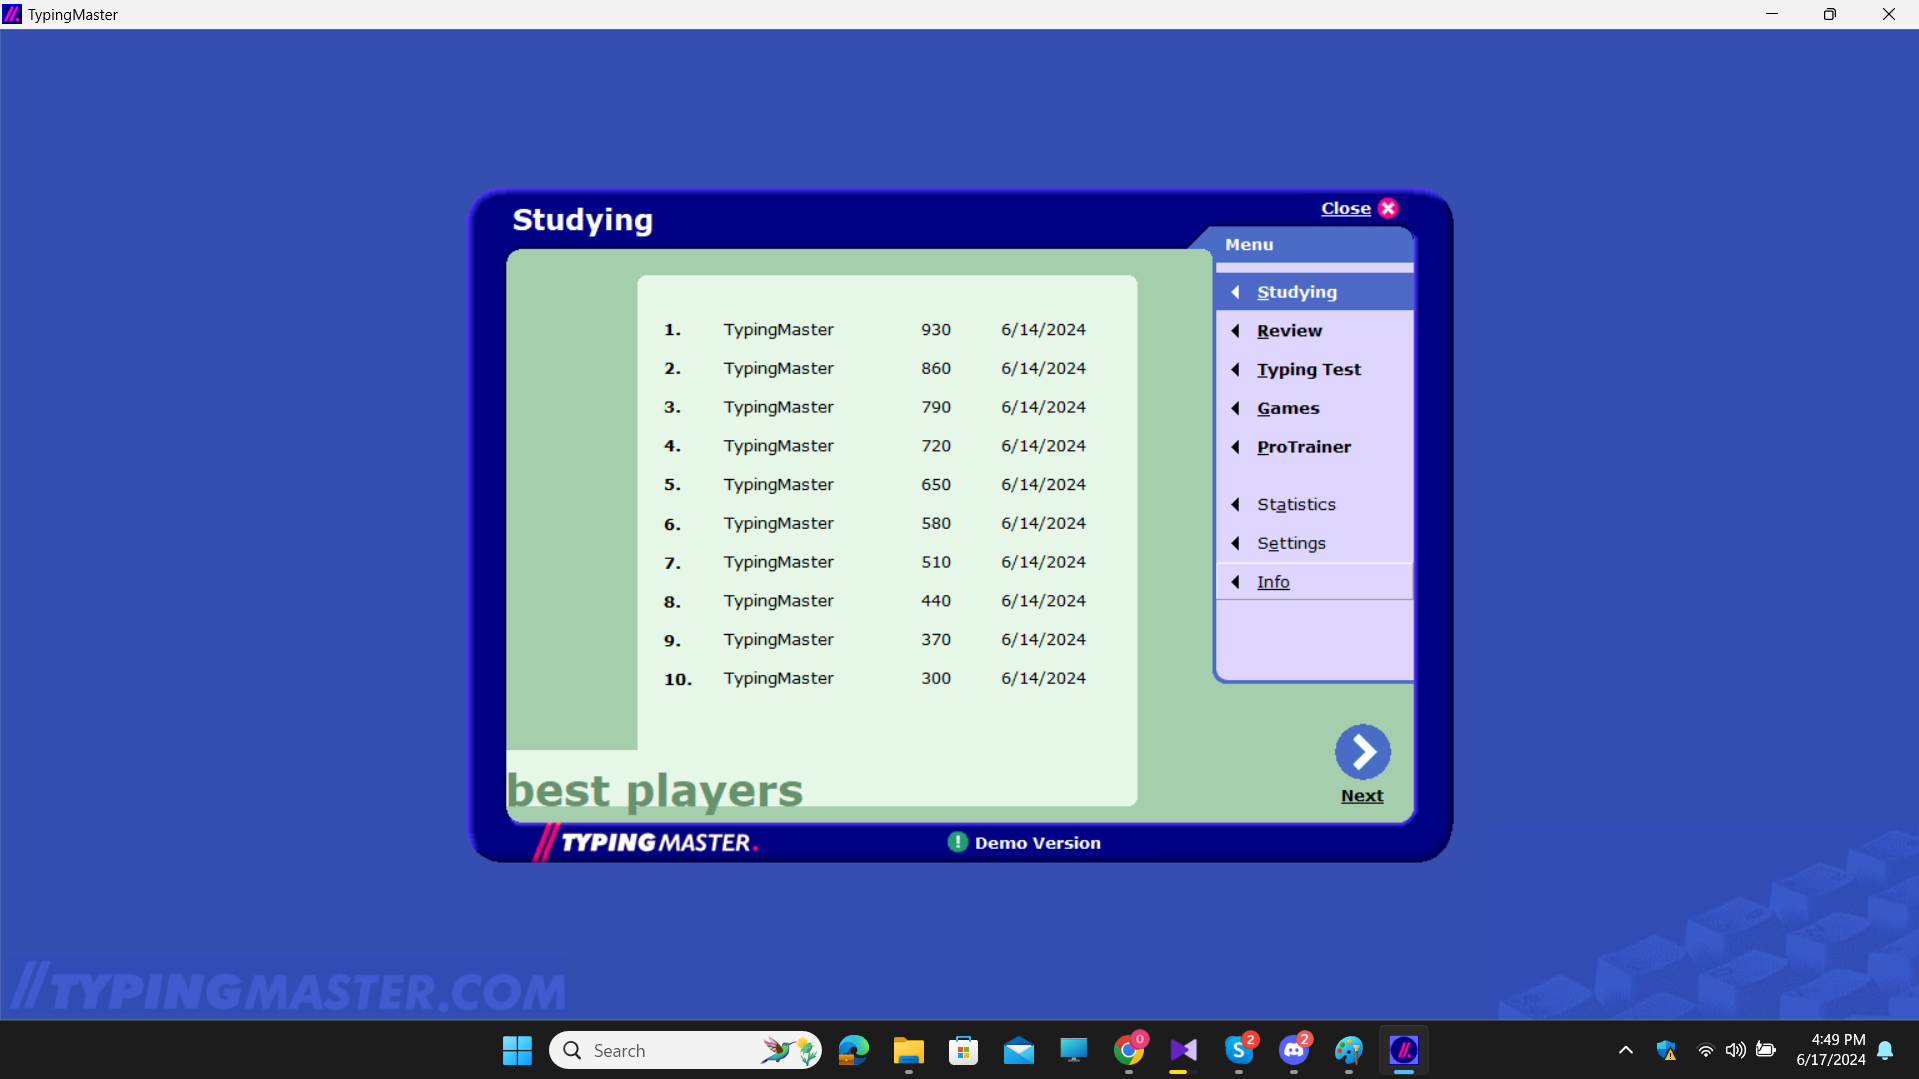 TypingMaster
Studying
Close
Menu
1. TypingMaster 930 6/14/2024
2. TypingMaster 860 6/14/2024
3. TypingMaster 790 6/14/2024
4. TypingMaster 720 6/14/2024
5. TypingMaster 650 6/14/2024
6. TypingMaster 580 6/14/2024
7. TypingMaster 510 6/14/2024
8. TypingMaster 440 6/14/2024
9. TypingMaster 370 6/14/2024
10. TypingMaster 300 6/14/2024
best players
Studying
Review
Typing Test
Games
ProTrainer
Statistics
Settings
Info
Next
TYPINGMASTER.
! Demo Version
//TYPINGMASTER.COM
Search
0
S
2
2
4:49 PM
6/17/2024